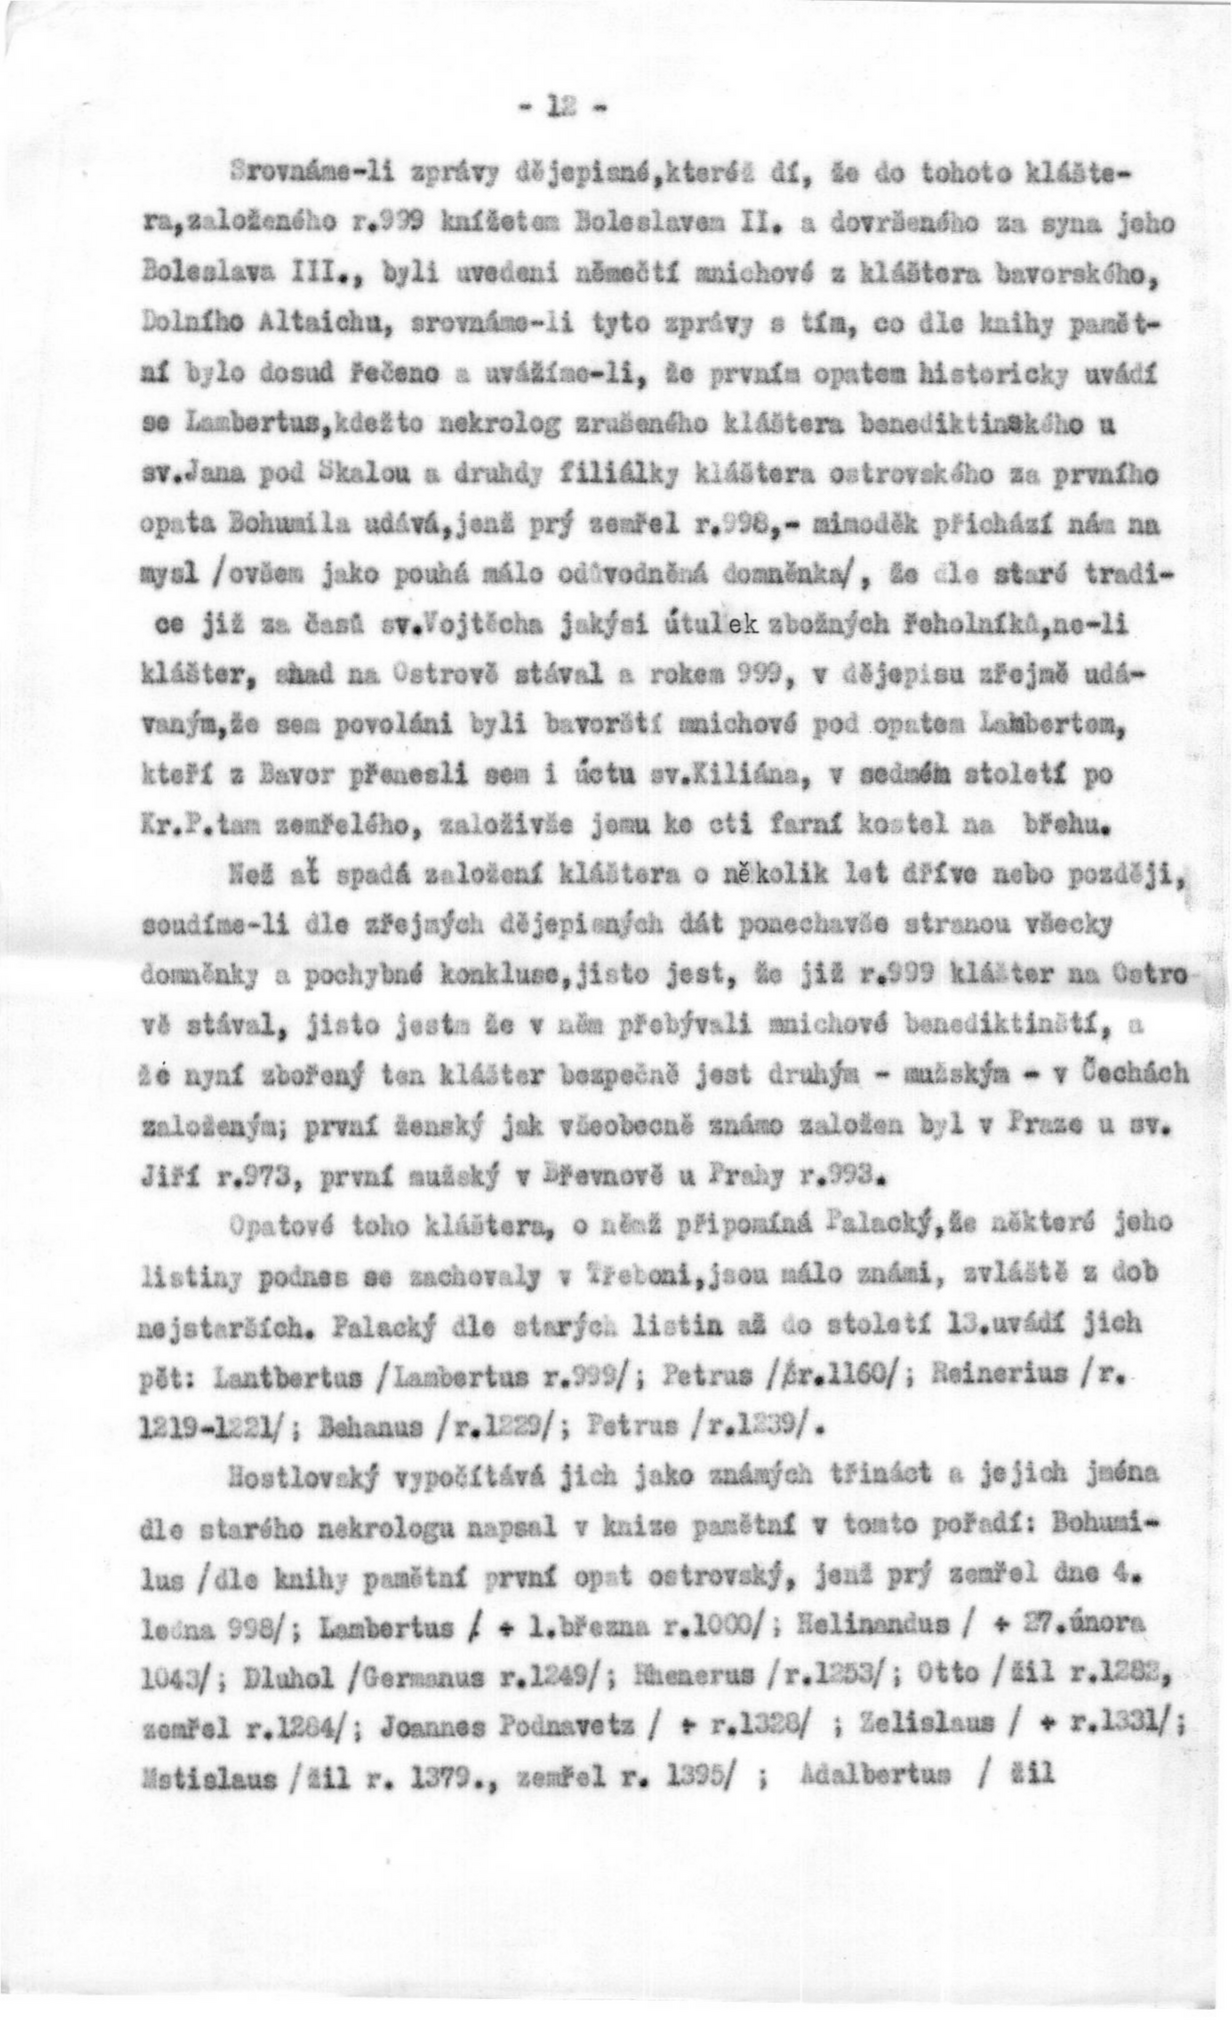 - 12 -
Srovnáme-li zprávy dějepisné,kteréž dí, že do tohoto klášte-
ra,založeného r.999 knížetem Boleslavem II. a dovršeného za syna jeho
Boleslava III., byli uvedeni němečtí mnichové z kláštera bavorského,
Dolního Altaichu, srovnáme-li tyto zprávy s tím, co dle knihy pamět-
ní bylo dosud řečeno a uvážíme-li, že prvním opatem historicky uvádí
se Lambertus,kdežto nekrolog zrušeného kláštera benediktinského u
sv.Jana pod Skalou a druhdy filiálky kláštera ostrovského za prvního
opata Bohumila udává,jenž prý zemřel r.998,- mimoděk přichází nám na
mysl /ovšem jako pouhá málo odůvodněná domněnka/, že dle staré tradi-
ce již za časů sv.Vojtěcha jakýsi útulek zbožných řeholníků,ne-li
klášter, snad na Ostrově stával a rokem 999, v dějepisu zřejmě udá-
vaným,že sem povoláni byli bavorští mnichové pod opatem Lambertem,
kteří z Bavor přenesli sem i úctu sv.Kiliána, v sedmém století po
Kr.P.tam zemřelého, založivše jemu ke cti farní kostel na břehu.
Než ať spadá založení kláštera o několik let dříve nebo později,
soudíme-li dle zřejmých dějepisných dát ponechavše stranou všecky
domněnky a pochybné konkluse,jisto jest, že již r.999 klášter na Ostro-
vě stával, jisto jestm že v něm přebývali mnichové benediktinští, a
že nyní zbořený ten klášter bezpečně jest druhým - mužským - v Čechách
založeným; první ženský jak všeobecně známo založen byl v Praze u sv.
Jiří r.973, první mužský v Břevnově u Prahy r.993.
Opatové toho kláštera, o němž připomíná Palacký,že některé jeho
listiny podnes se zachovaly v Třeboni,jsou málo známi, zvláště z dob
nejstarších. Palacký dle starých listin až do století 13.uvádí jich
pět: Lantbertus /Lambertus r.999/; Petrus //čr.1160/; Reinerius /r.
1219-1221/; Behanus /r.1229/; Petrus /r.1239/.
Hostlovský vypočítává jich jako známých třináct a jejich jména
dle starého nekrologu napsal v knize pamětní v tomto pořadí: Bohumi-
lus /dle knihy pamětní první opat ostrovský, jenž prý zemřel dne 4.
ledna 998/; Lambertus /. + 1.března r.1000/; Helinandus / + 27.února
1043/; Dluhol /Germanus r.1249/; Rhenerus /r.1253/; Otto /žil r.1282,
zemřel r.1284/; Joannes Podnavetz / + r.1328/ ; Zelislaus / + r.1331/;
Mstislaus /žil r. 1379., zemřel r. 1395/ ; Adalbertus / žil